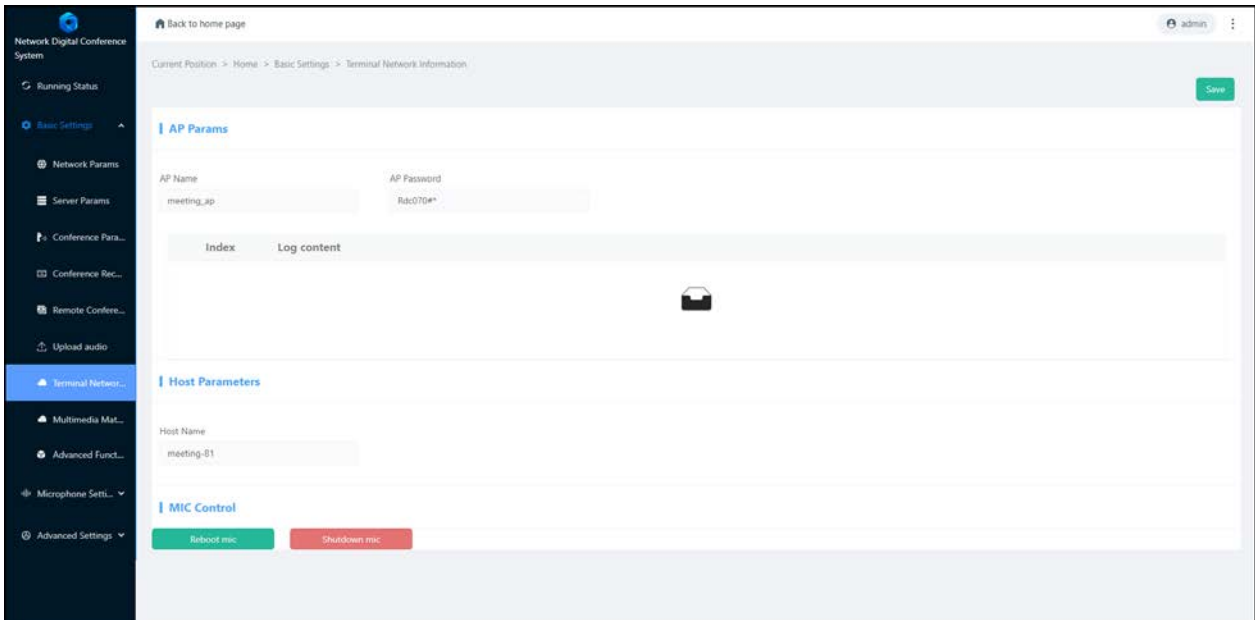 Network Digital Conference
System
Back to home page
admin
Running Status
Current Position > Home > Basic Settings > Terminal Network Information
Save
Basic Settings
AP Params
Network Params
AP Name
AP Password
Server Params
meeting_ap
Rdc070#*
Conference Para...
Index
Log content
Conference Rec...
Remote Confere...
Upload audio
Terminal Networ...
Host Parameters
Multimedia Mat...
Host Name
Advanced Funct...
meeting-81
Microphone Setti...
MIC Control
Advanced Settings
Reboot mic
Shutdown mic